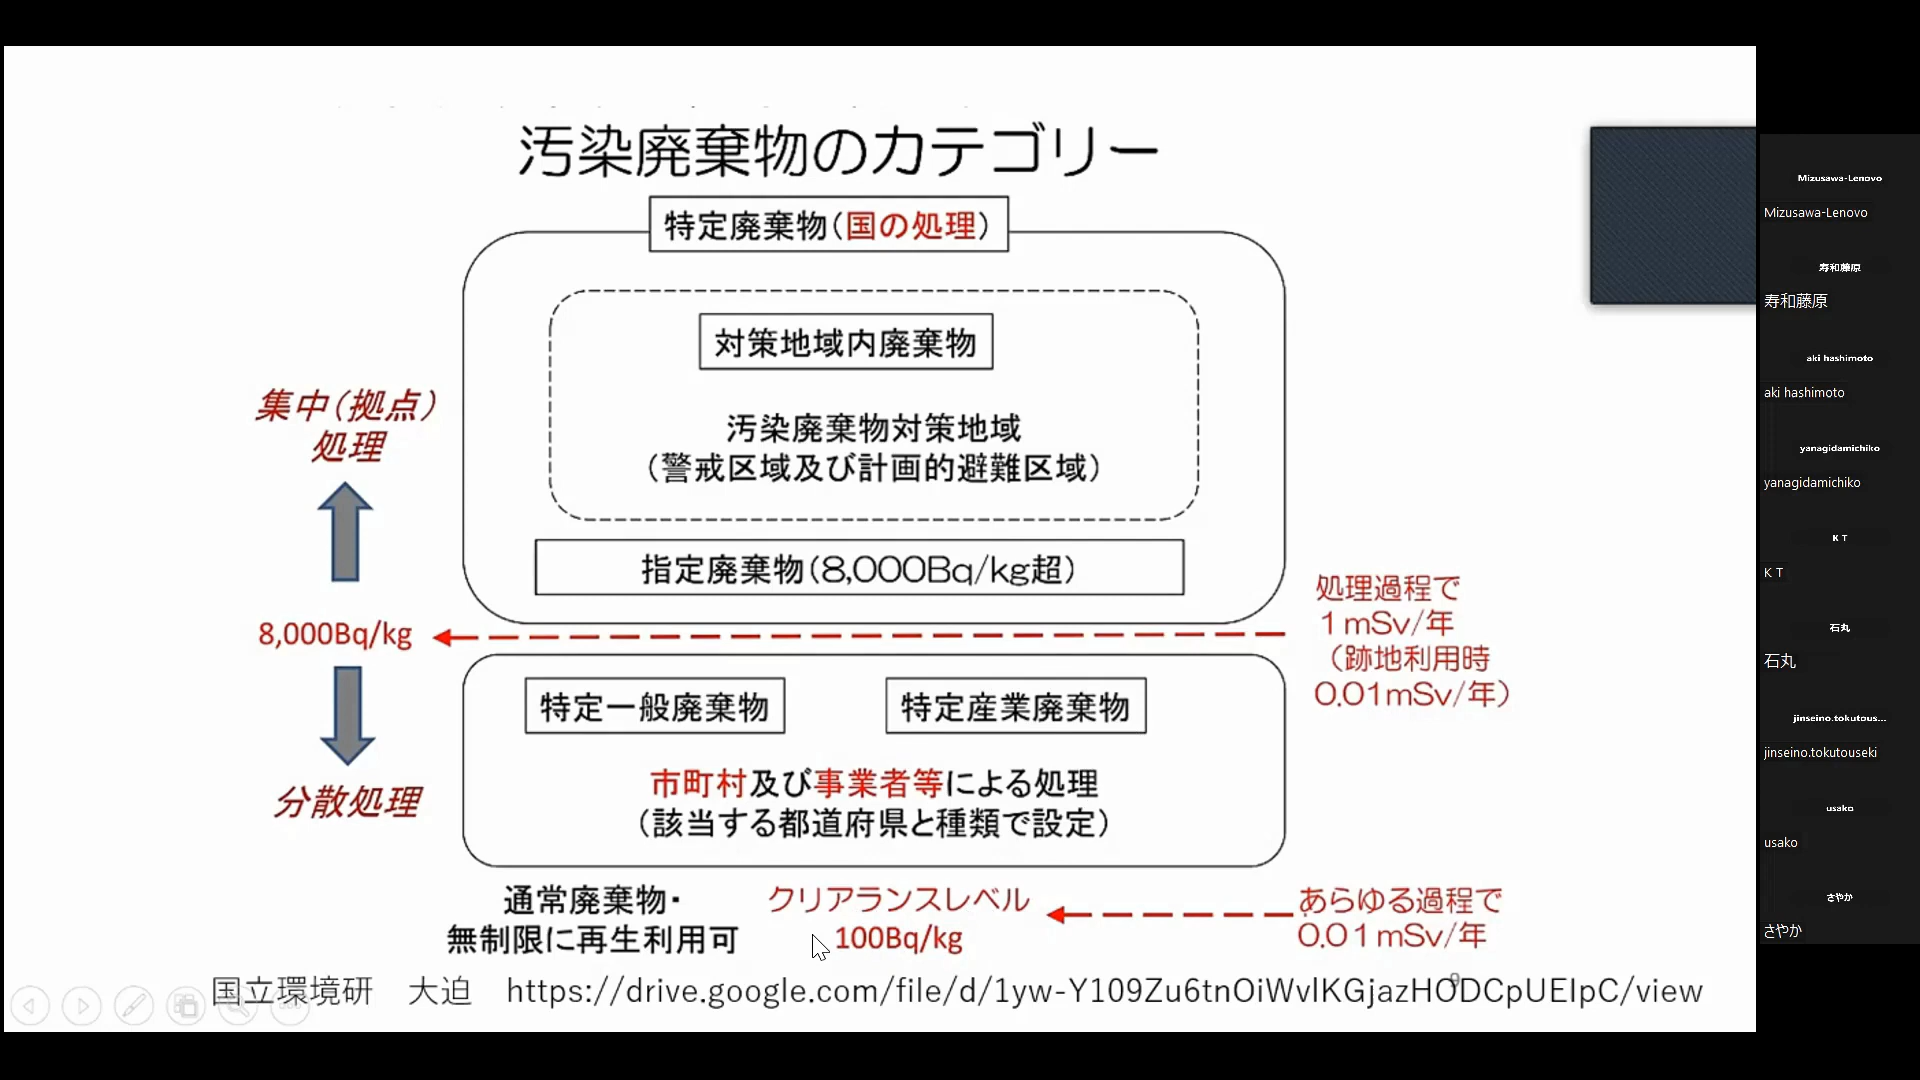 汚染廃棄物のカテゴリー
特定廃棄物(国の処理)
対策地域内廃棄物
汚染廃棄物対策地域
(警戒区域及び計画的避難区域)
指定廃棄物(8,000Bq/kg超)
集中(拠点)
処理
8,000Bq/kg
分散処理
処理過程で
1mSv/年
(跡地利用時
0.01mSv/年)
特定一般廃棄物
特定産業廃棄物
市町村及び事業者等による処理
(該当する都道府県と種類で設定)
通常廃棄物・
無制限に再生利用可
クリアランスレベル
100Bq/kg
あらゆる過程で
0.01mSv/年
9
国立環境研 大迫 https://drive.google.com/file/d/1yw-Y109Zu6tnOiWvlKGjazHODCpUEIpC/view
Mizusawa-Lenovo
Mizusawa-Lenovo
寿和藤原
寿和藤原
aki hashimoto
aki hashimoto
yanagidamichiko
yanagidamichiko
K T
K T
石丸
石丸
jinseino.tokutous...
jinseino.tokutouseki
usako
usako
さやか
さやか